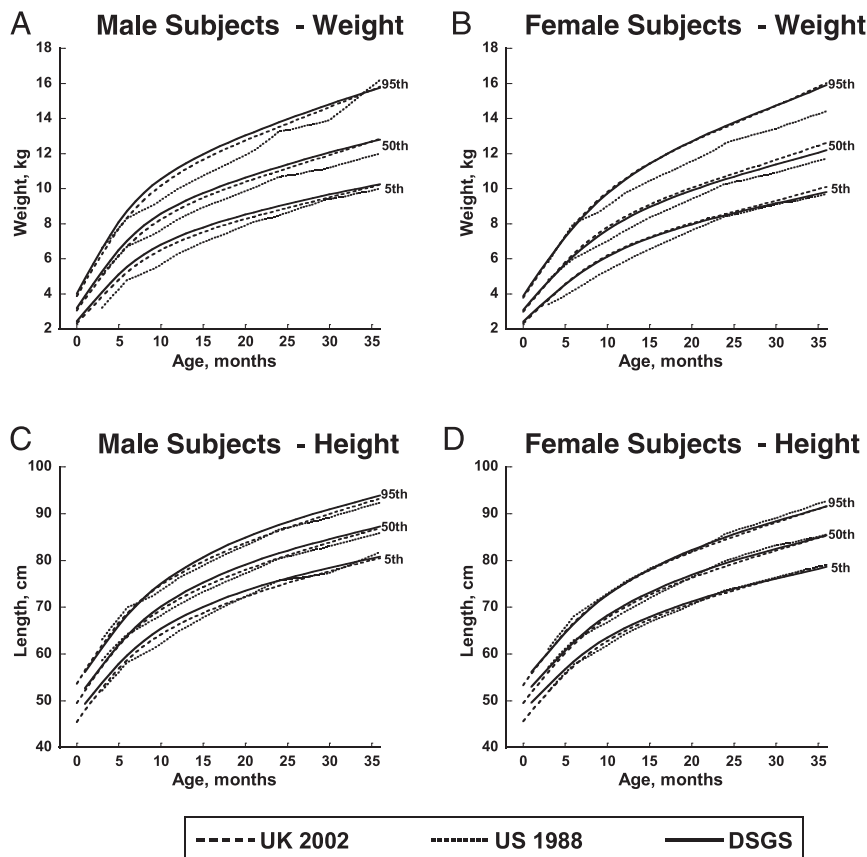 A Male Subjects - Weight
Weight, kg
18
16
14
12
10
8
6
4
2
95th
50th
5th
0 5 10 15 20 25 30 35
Age, months
B Female Subjects - Weight
Weight, kg
18
16
14
12
10
8
6
4
2
95th
50th
5th
0 5 10 15 20 25 30 35
Age, months
C Male Subjects - Height
Length, cm
100
90
80
70
60
50
40
95th
50th
5th
0 5 10 15 20 25 30 35
Age, months
D Female Subjects - Height
Length, cm
100
90
80
70
60
50
40
95th
50th
5th
0 5 10 15 20 25 30 35
Age, months
UK 2002 US 1988 DSGS